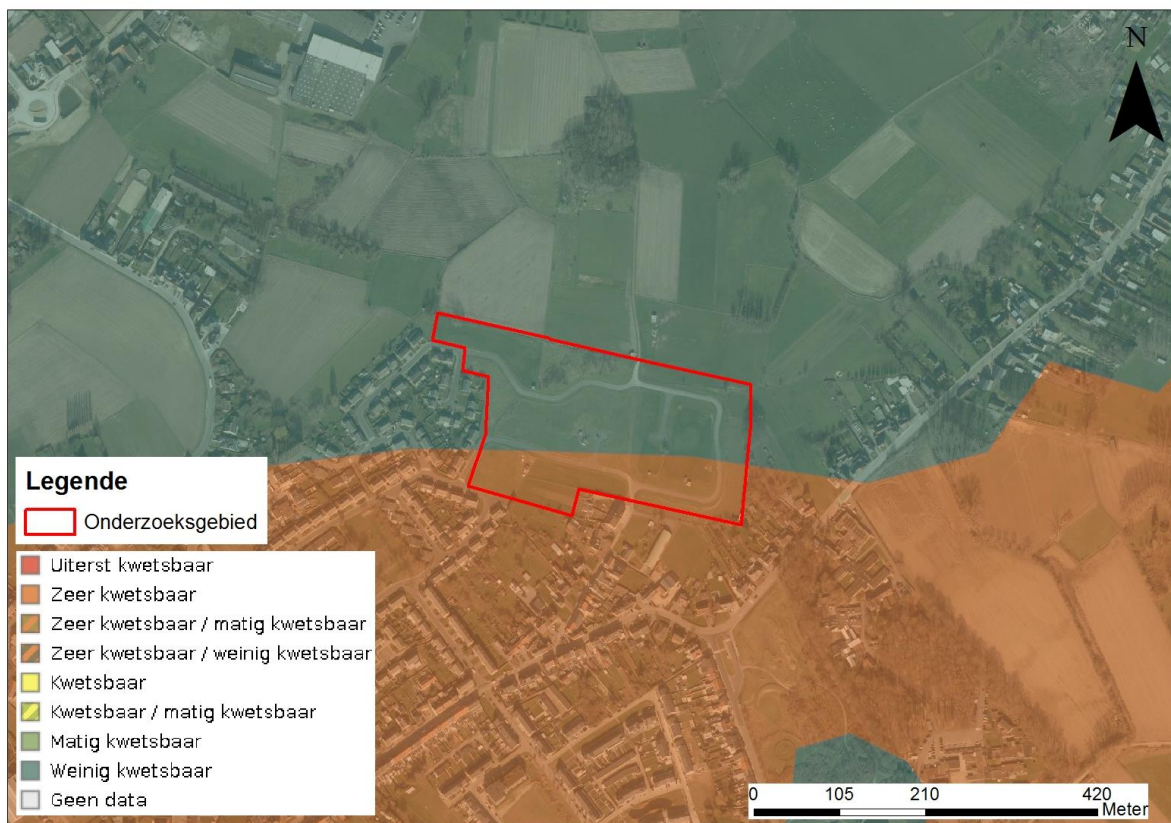 N
Legende
Onderzoeksgebied
Uiterst kwetsbaar
Zeer kwetsbaar
Zeer kwetsbaar / matig kwetsbaar
Zeer kwetsbaar / weinig kwetsbaar
Kwetsbaar
Kwetsbaar / matig kwetsbaar
Matig kwetsbaar
Weinig kwetsbaar
Geen data
0 105 210 420
Meter